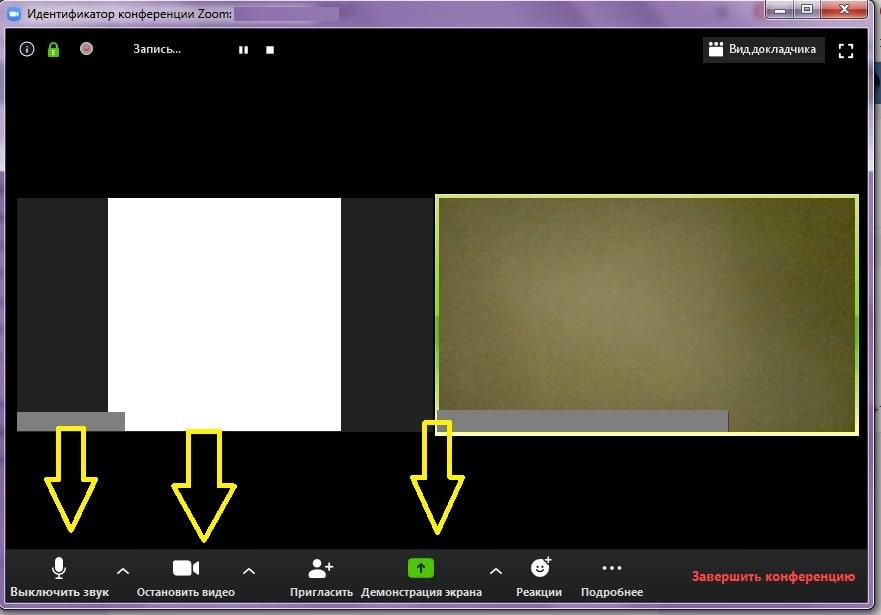 Идентификатор конференции Zoom:
Запись...
Вид докладчика
Выключить звук
Остановить видео
Пригласить
Демонстрация экрана
Реакции
Подробнее
Завершить конференцию